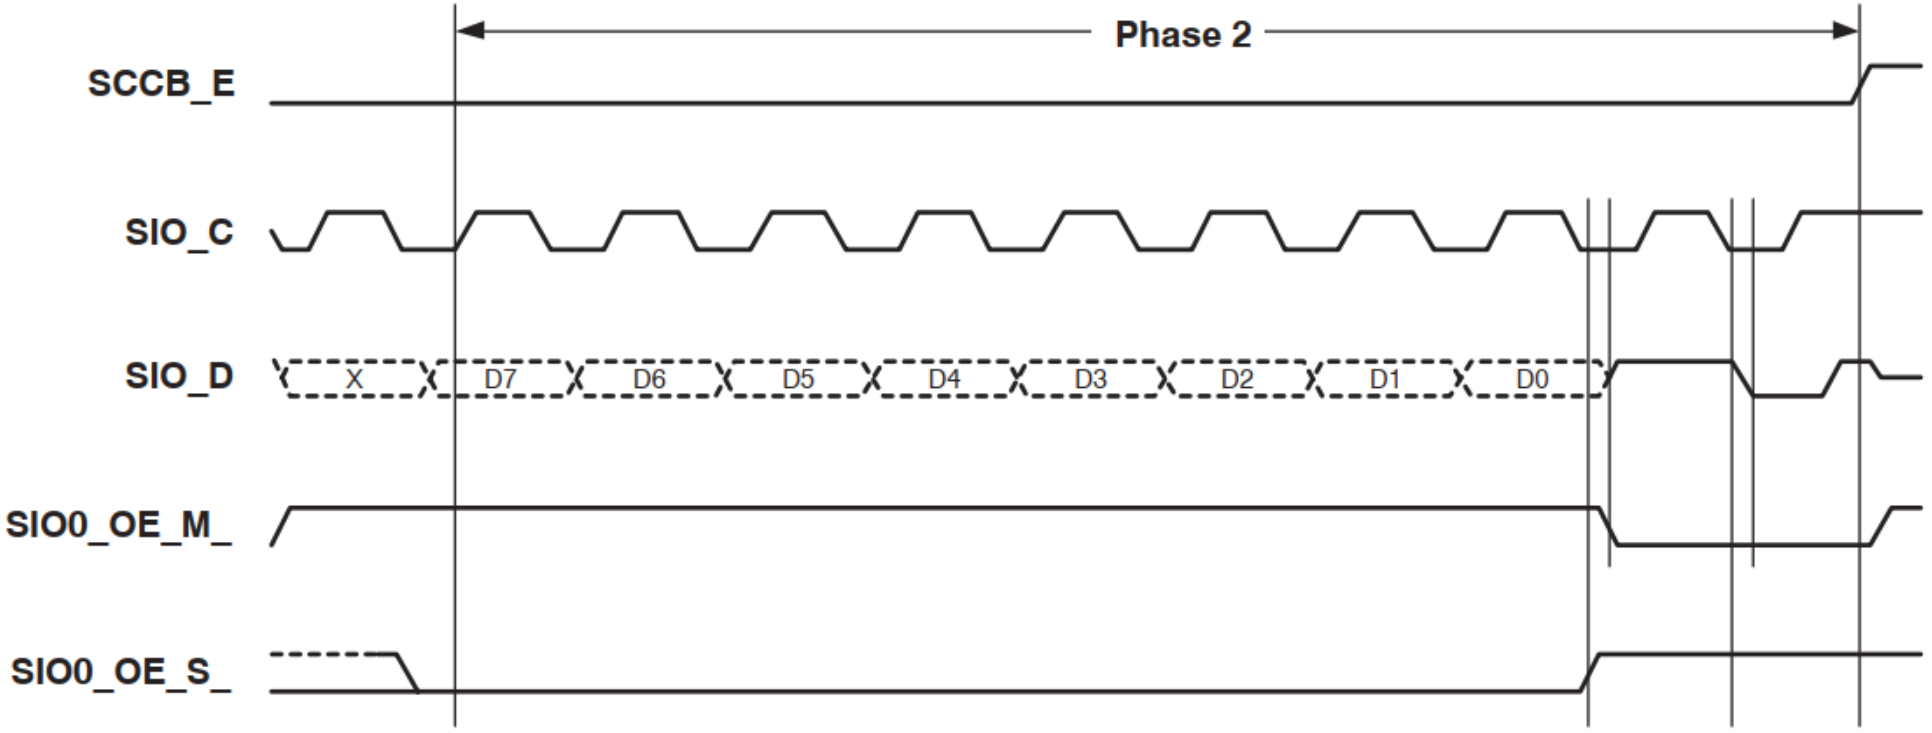 Phase 2
SCCB_E
SIO_C
SIO_D
X D7 D6 D5 D4 D3 D2 D1 D0
SIO0_OE_M_
SIO0_OE_S_